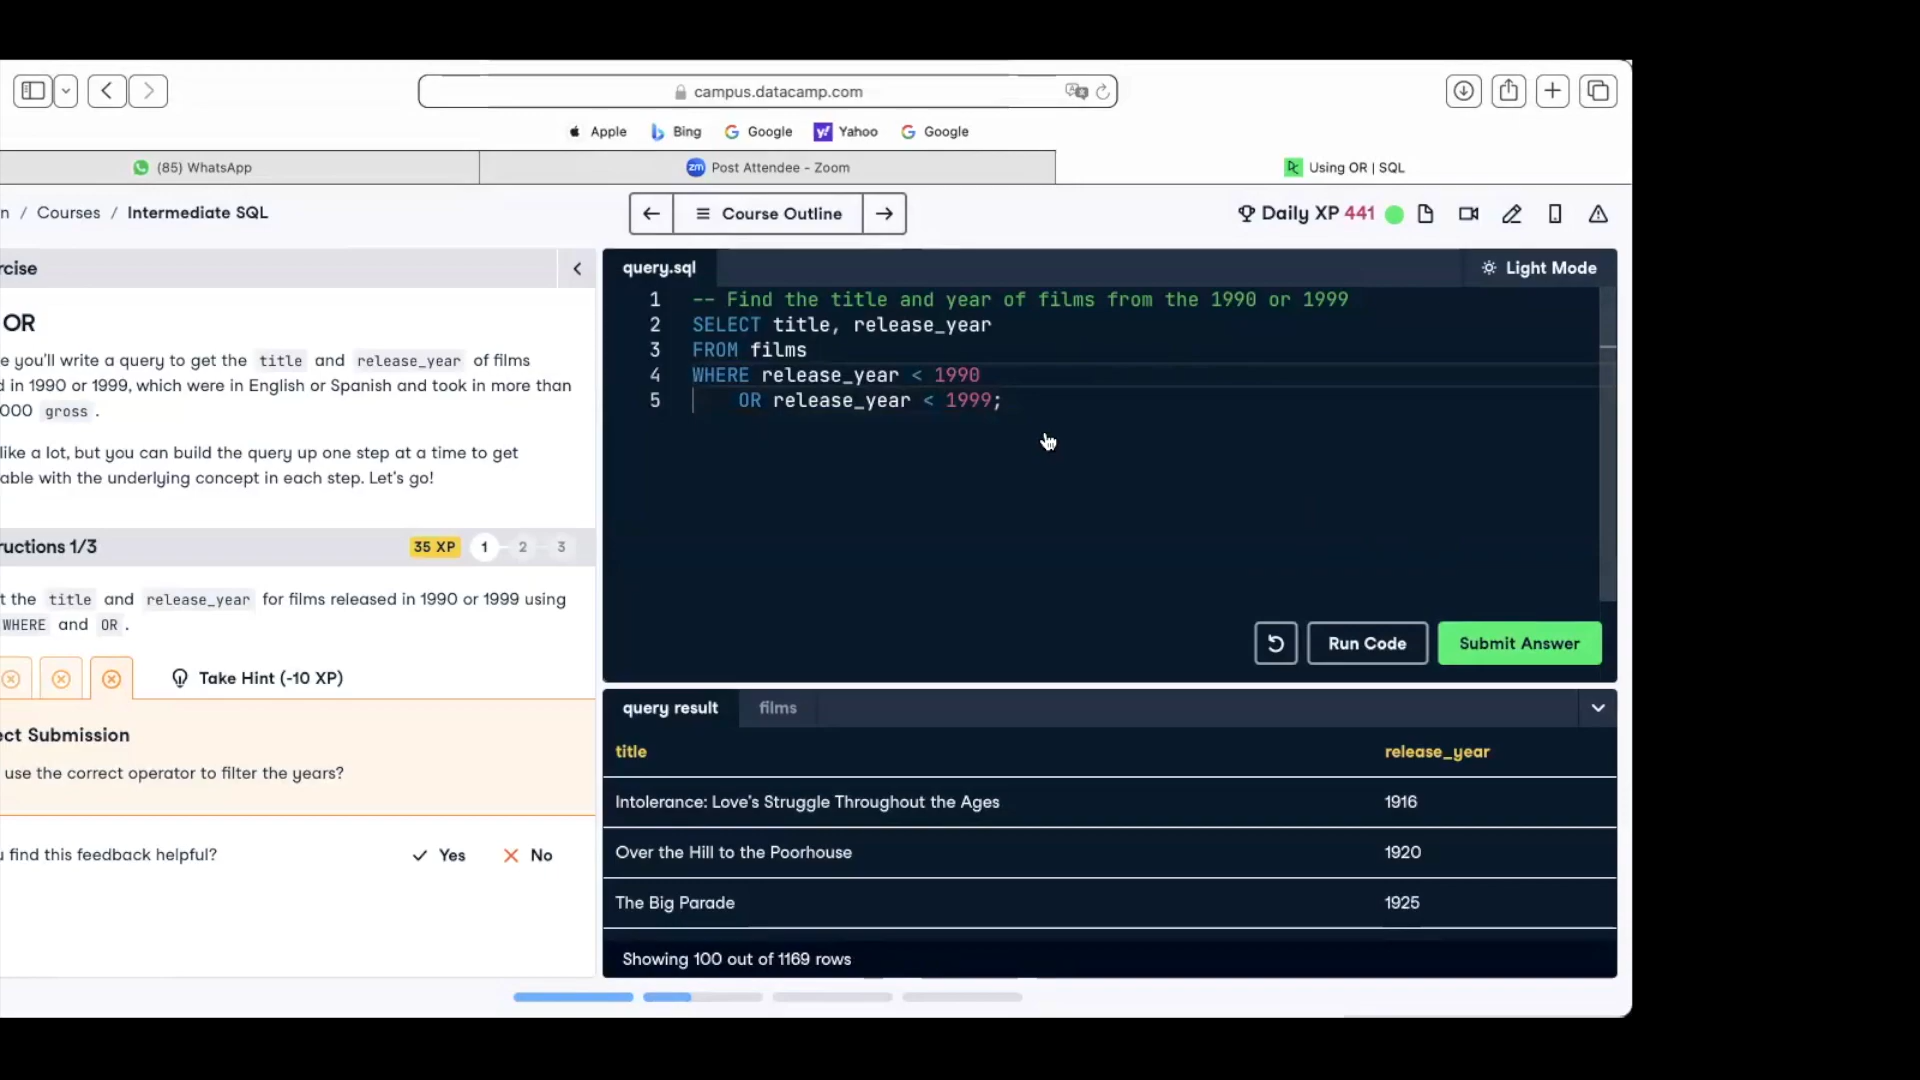 campus.datacamp.com
Apple Bing Google Yahoo Google
(85) WhatsApp
zm Post Attendee - Zoom
Using OR | SQL
n / Courses / Intermediate SQL
Course Outline
Daily XP 441
rcise
OR
e you'll write a query to get the title and release_year of films
d in 1990 or 1999, which were in English or Spanish and took in more than
000 gross.
like a lot, but you can build the query up one step at a time to get
able with the underlying concept in each step. Let's go!
ructions 1/3
35 XP 1 2 3
t the title and release_year for films released in 1990 or 1999 using
WHERE and OR.
Take Hint (-10 XP)
ect Submission
use the correct operator to filter the years?
u find this feedback helpful?
Yes No
query.sql
Light Mode
1 -- Find the title and year of films from the 1990 or 1999
2 SELECT title, release_year
3 FROM films
4 WHERE release_year < 1990
5 OR release_year < 1999;
Run Code
Submit Answer
query result films
title release_year
Intolerance: Love's Struggle Throughout the Ages 1916
Over the Hill to the Poorhouse 1920
The Big Parade 1925
Showing 100 out of 1169 rows